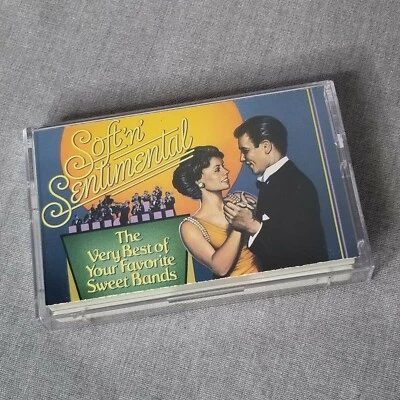 Soft 'n'
Sentimental
The
Very Best of
Your Favorite
Sweet Bands